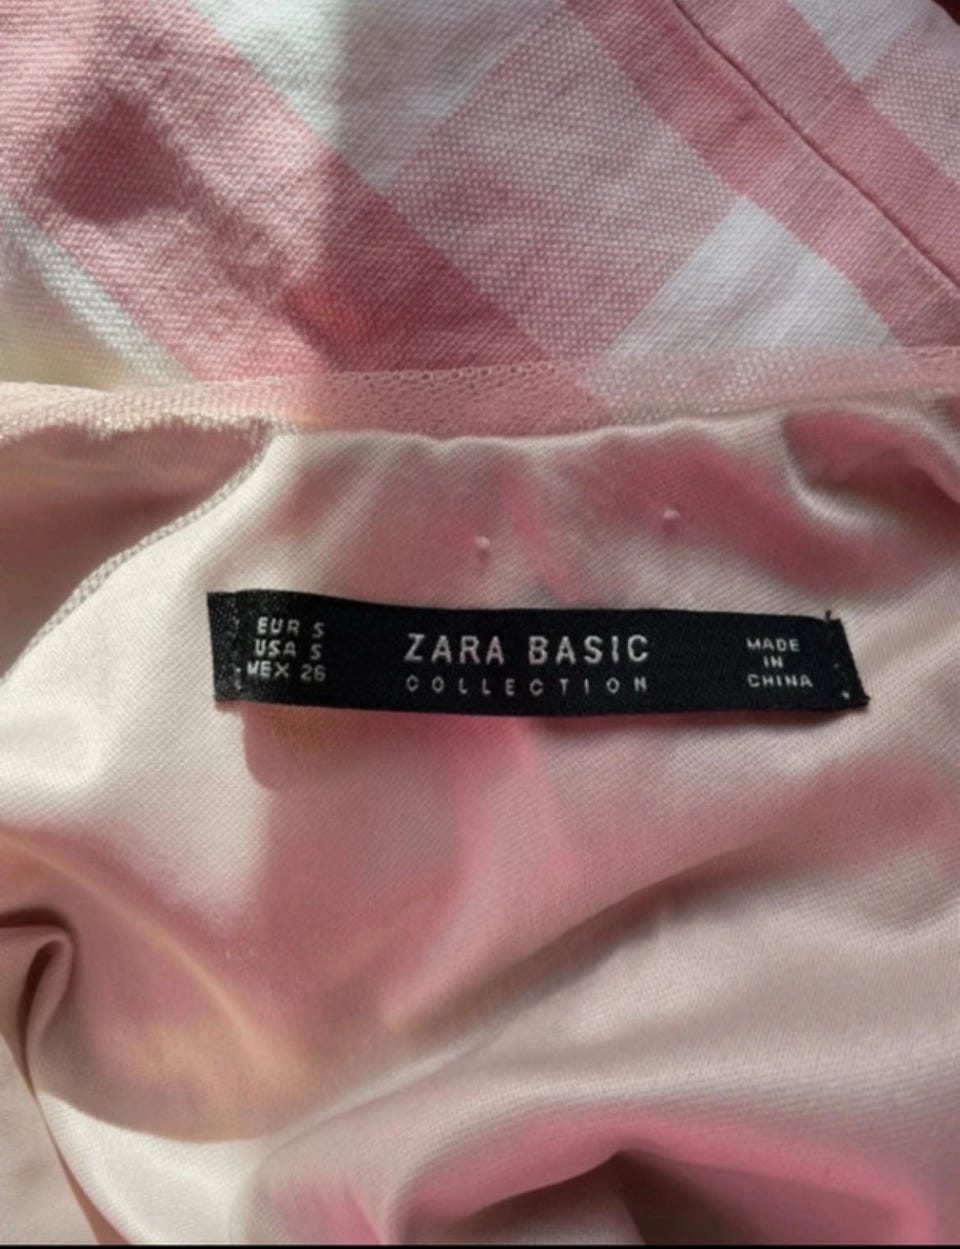 EUR S
USA S
MEX 26
ZARA BASIC
COLLECTION
MADE
IN
CHINA